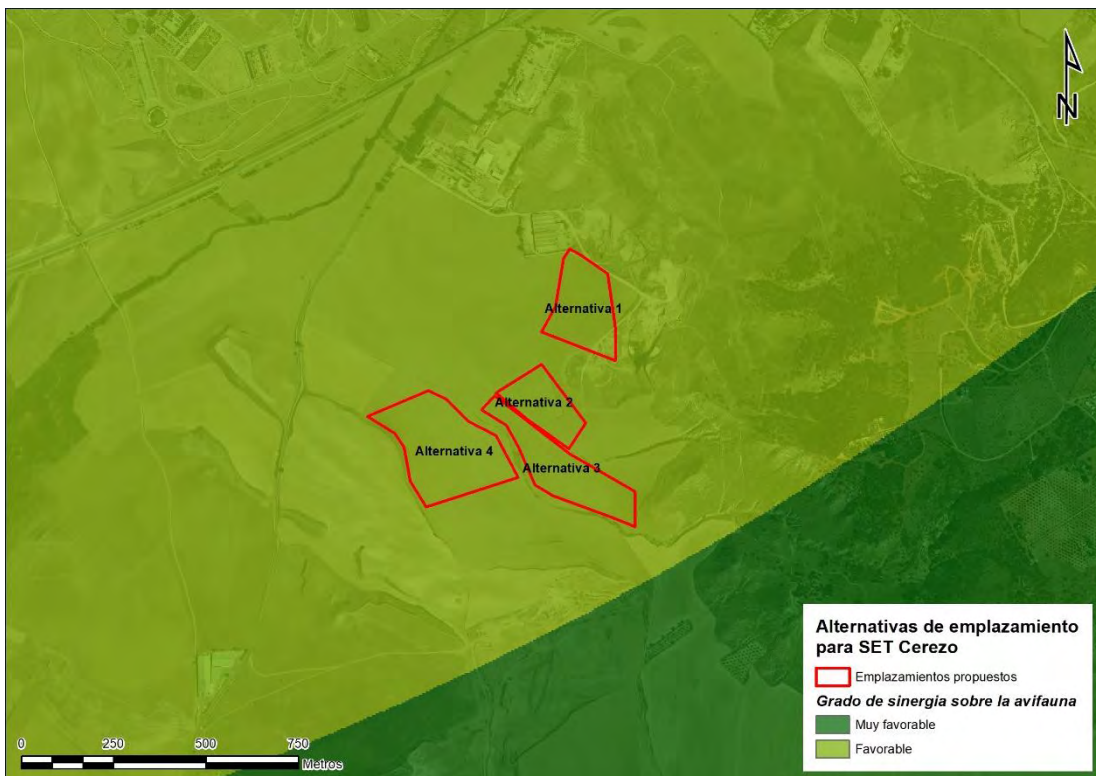 N
Alternativa 1
Alternativa 2
Alternativa 3
Alternativa 4
Alternativas de emplazamiento
para SET Cerezo
Emplazamientos propuestos
Grado de sinergia sobre la avifauna
Muy favorable
Favorable
0 250 500 750
Metros